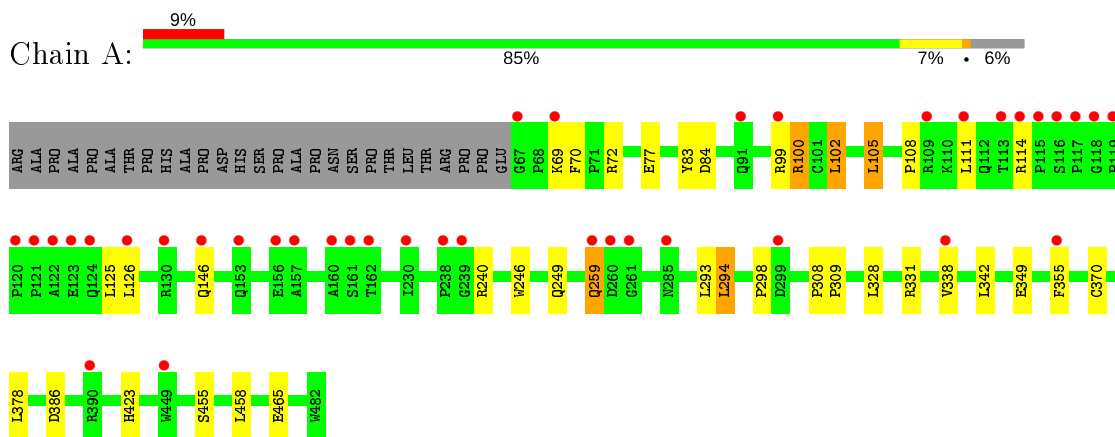 9%
Chain A:
85% 7% • 6%
ARG ALA PRO ALA PRO ALA THR PRO HIS ALA PRO ASP HIS SER PRO ALA PRO ASN SER PRO THR LEU THR ARG PRO PRO GLU G67 P68 K69 F70 P71 R72 E77 Y83 D84 Q91 R99 R100 C101 L102 L105 P108 R109 K110 L111 Q112 T113 R114 P115 S116 P117 G118
P120 P121 A122 E123 Q124 L125 L126 R130 Q146 Q153 E156 A157 A160 S161 T162 I230 P238 G239 R240 W246 Q249 Q259 D260 G261 N285 L293 L294 P298 D299 P308 P309 L328 R331 V338 L342 E349 F355 C370
L378 D386 R390 H423 W449 S455 L458 E465 W482